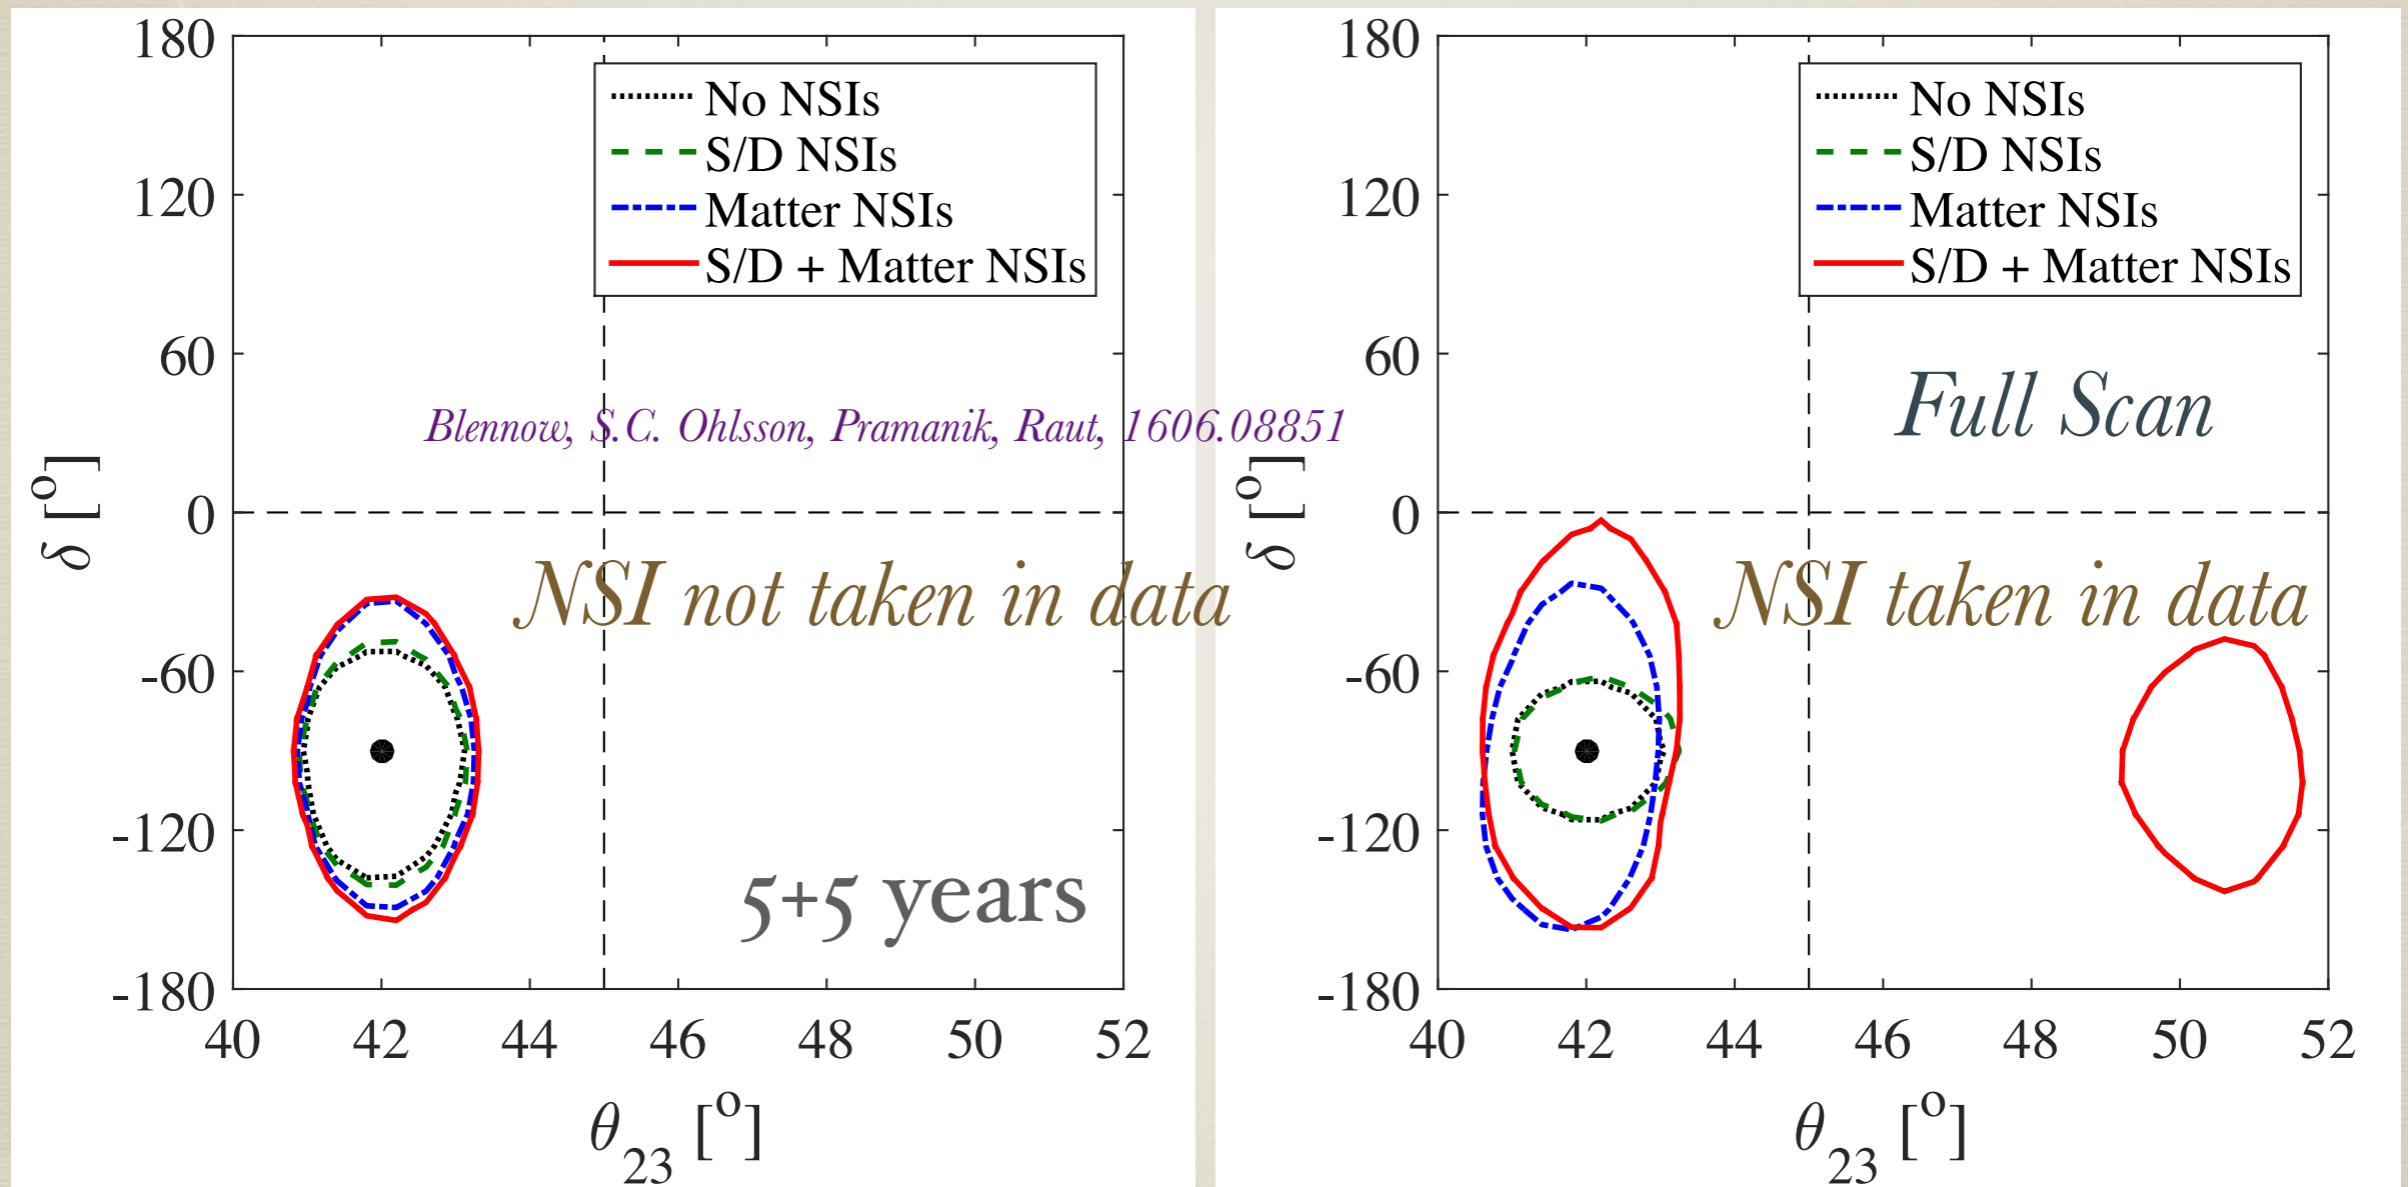 180
120
60
0
-60
-120
-180
δ [o]
No NSIs
S/D NSIs
Matter NSIs
S/D + Matter NSIs
Blennow, S.C. Ohlsson, Pramanik, Raut, 1606.08851
NSI not taken in data
5+5 years
40 42 44 46 48 50 52
θ23 [o]
180
120
60
0
-60
-120
-180
δ [o]
No NSIs
S/D NSIs
Matter NSIs
S/D + Matter NSIs
Full Scan
NSI taken in data
40 42 44 46 48 50 52
θ23 [o]